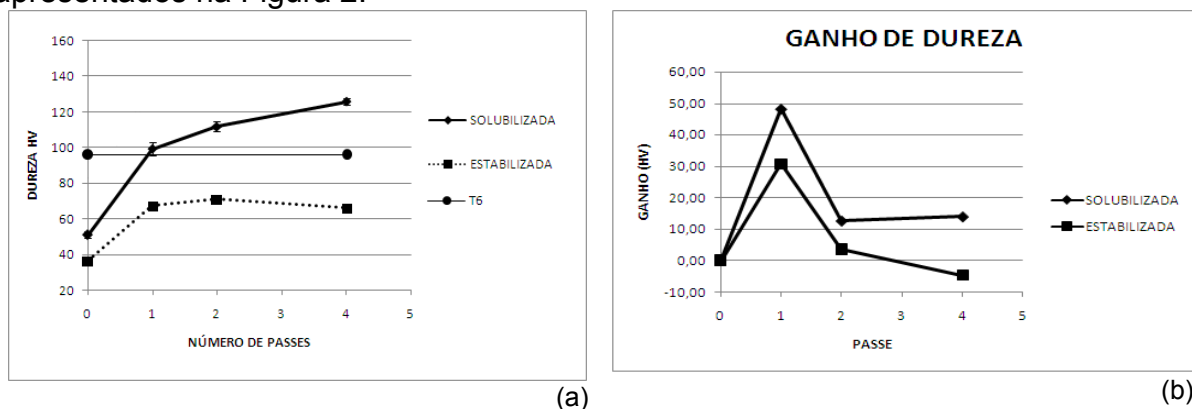 apresentados na Figura 2.
160
140
120
100
80
60
40
20
0
1
2
3
4
5
DUREZA HV
NÚMERO DE PASSES
SOLUBILIZADA
ESTABILIZADA
T6
(a)
GANHO DE DUREZA
60,00
50,00
40,00
30,00
20,00
10,00
0,00
-10,00
0
1
2
3
4
5
GANHO (HV)
PASSE
SOLUBILIZADA
ESTABILIZADA
(b)